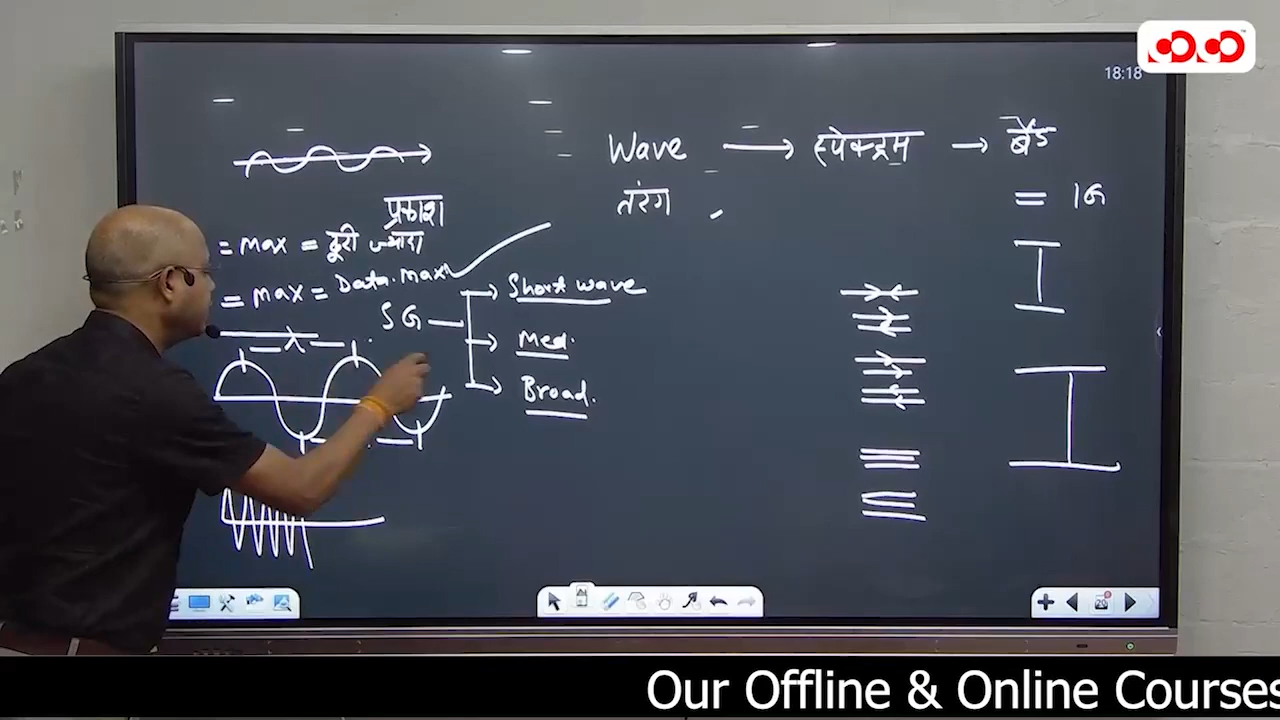 18:18
Wave → स्पेक्ट्रम → बैंड
तरंग
= 1G
प्रकाश
= Max = दूरी ज्यादा
= Max = Data. Max
5G
Short wave
Med.
Broad.
λ
Our Offline & Online Courses